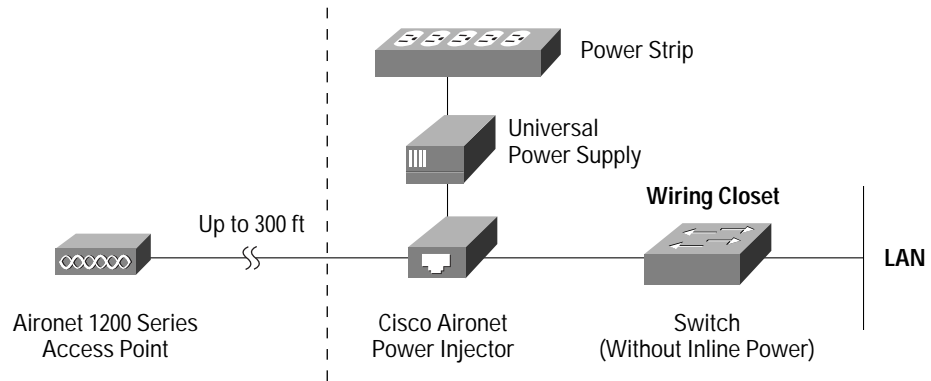 Power Strip
Universal
Power Supply
Wiring Closet
Up to 300 ft
LAN
Aironet 1200 Series
Access Point
Cisco Aironet
Power Injector
Switch
(Without Inline Power)